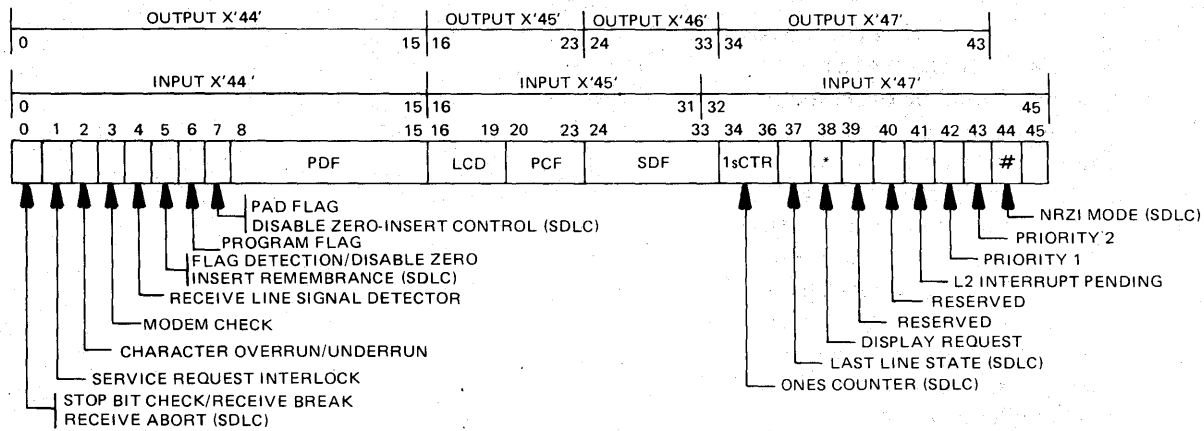 OUTPUT X'44' OUTPUT X'45' OUTPUT X'46' OUTPUT X'47'
0 15 16 23 24 33 34 43
INPUT X'44' INPUT X'45' INPUT X'47'
0 15 16 31 32 45
0 1 2 3 4 5 6 7 8 15 16 19 20 23 24 33 34 36 37 38 39 40 41 42 43 44 45
PDF LCD PCF SDF 1sCTR * #
PAD FLAG
DISABLE ZERO-INSERT CONTROL (SDLC)
PROGRAM FLAG
FLAG DETECTION/DISABLE ZERO
INSERT REMEMBRANCE (SDLC)
RECEIVE LINE SIGNAL DETECTOR
MODEM CHECK
CHARACTER OVERRUN/UNDERRUN
SERVICE REQUEST INTERLOCK
STOP BIT CHECK/RECEIVE BREAK
RECEIVE ABORT (SDLC)
NRZI MODE (SDLC)
PRIORITY 2
PRIORITY 1
L2 INTERRUPT PENDING
RESERVED
RESERVED
DISPLAY REQUEST
LAST LINE STATE (SDLC)
ONES COUNTER (SDLC)